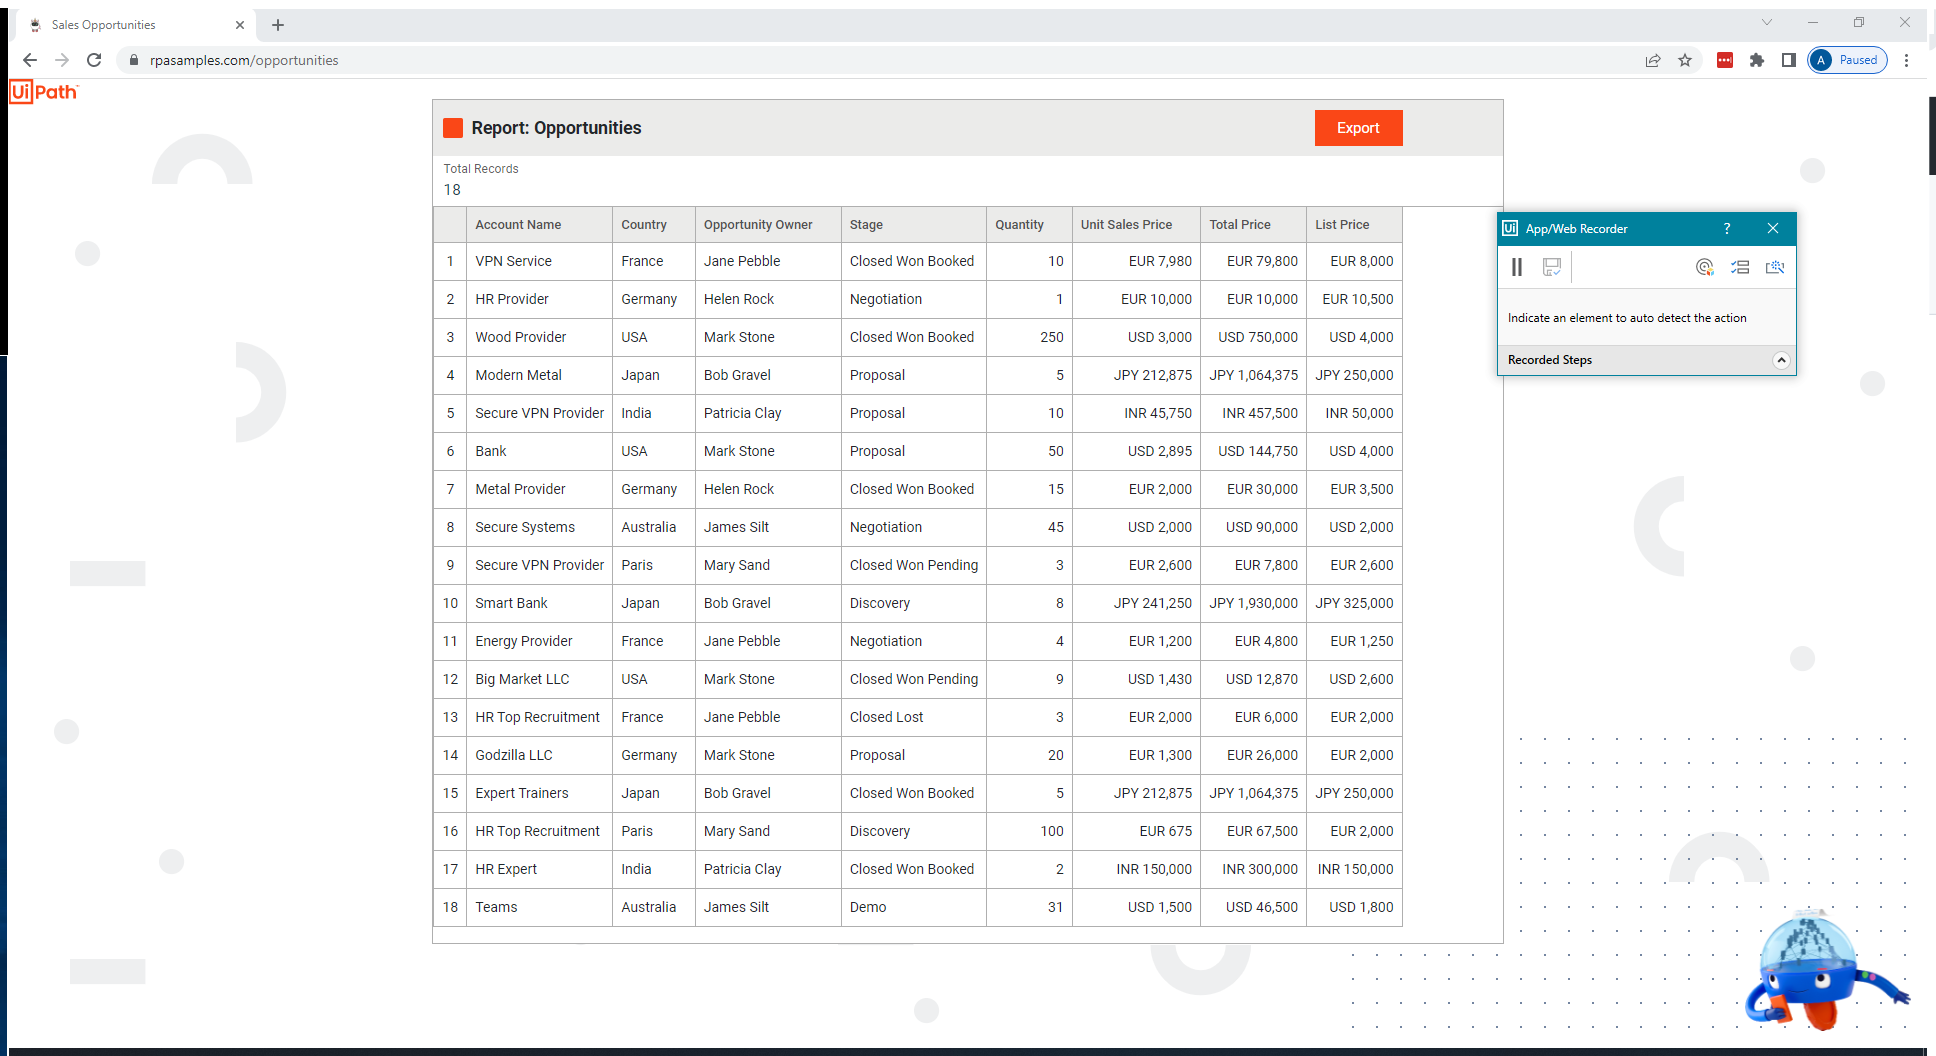 Sales Opportunities
rpasamples.com/opportunities
A Paused
UiPath
Report: Opportunities
Export
Total Records
18
Account Name Country Opportunity Owner Stage Quantity Unit Sales Price Total Price List Price
1 VPN Service France Jane Pebble Closed Won Booked 10 EUR 7,980 EUR 79,800 EUR 8,000
2 HR Provider Germany Helen Rock Negotiation 1 EUR 10,000 EUR 10,000 EUR 10,500
3 Wood Provider USA Mark Stone Closed Won Booked 250 USD 3,000 USD 750,000 USD 4,000
4 Modern Metal Japan Bob Gravel Proposal 5 JPY 212,875 JPY 1,064,375 JPY 250,000
5 Secure VPN Provider India Patricia Clay Proposal 10 INR 45,750 INR 457,500 INR 50,000
6 Bank USA Mark Stone Proposal 50 USD 2,895 USD 144,750 USD 4,000
7 Metal Provider Germany Helen Rock Closed Won Booked 15 EUR 2,000 EUR 30,000 EUR 3,500
8 Secure Systems Australia James Silt Negotiation 45 USD 2,000 USD 90,000 USD 2,000
9 Secure VPN Provider Paris Mary Sand Closed Won Pending 3 EUR 2,600 EUR 7,800 EUR 2,600
10 Smart Bank Japan Bob Gravel Discovery 8 JPY 241,250 JPY 1,930,000 JPY 325,000
11 Energy Provider France Jane Pebble Negotiation 4 EUR 1,200 EUR 4,800 EUR 1,250
12 Big Market LLC USA Mark Stone Closed Won Pending 9 USD 1,430 USD 12,870 USD 2,600
13 HR Top Recruitment France Jane Pebble Closed Lost 3 EUR 2,000 EUR 6,000 EUR 2,000
14 Godzilla LLC Germany Mark Stone Proposal 20 EUR 1,300 EUR 26,000 EUR 2,000
15 Expert Trainers Japan Bob Gravel Closed Won Booked 5 JPY 212,875 JPY 1,064,375 JPY 250,000
16 HR Top Recruitment Paris Mary Sand Discovery 100 EUR 675 EUR 67,500 EUR 2,000
17 HR Expert India Patricia Clay Closed Won Booked 2 INR 150,000 INR 300,000 INR 150,000
18 Teams Australia James Silt Demo 31 USD 1,500 USD 46,500 USD 1,800
Ui App/Web Recorder ?
Indicate an element to auto detect the action
Recorded Steps